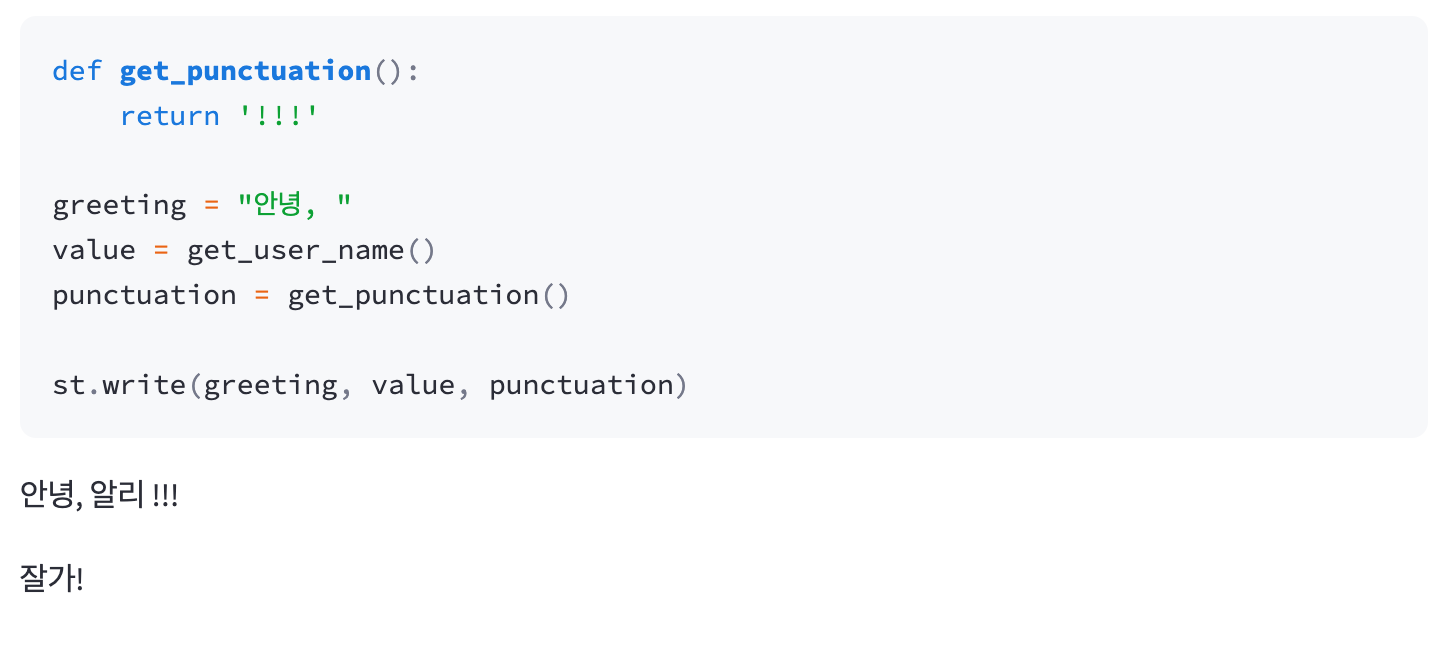 def get_punctuation():
    return '!!!'

greeting = "안녕, "
value = get_user_name()
punctuation = get_punctuation()

st.write(greeting, value, punctuation)

안녕, 알리 !!!

잘가!